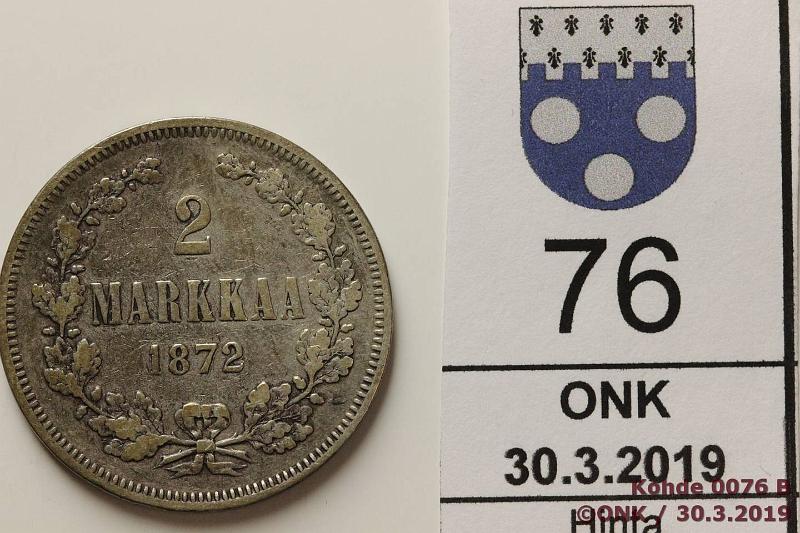 2
MARKKAA
1872
76
ONK
30.3.2019
Kohde 0076 B
Hinta
©ONK / 30.3.2019